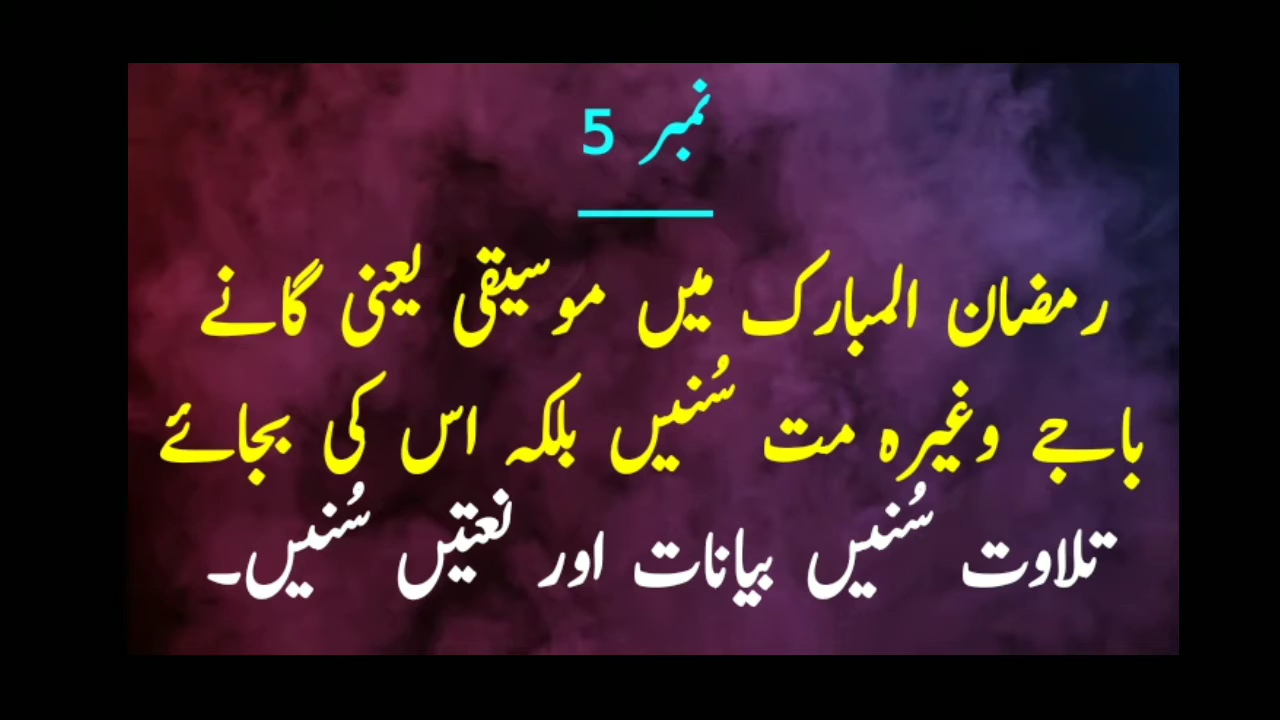 نمبر 5
رمضان المبارک میں موسیقی یعنی گانے
باجے وغیرہ مت سُنیں بلکہ اس کی بجائے
تلاوت سُنیں بیانات اور نعتیں سُنیں۔